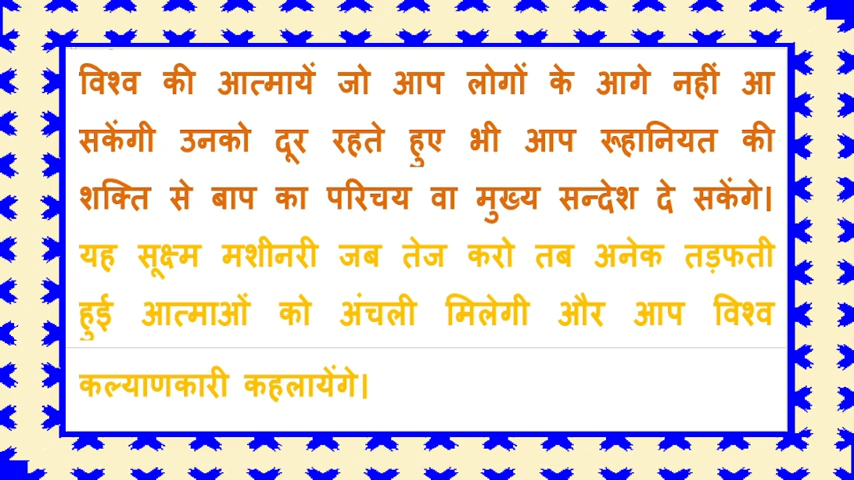 विश्व की आत्मायें जो आप लोगों के आगे नहीं आ
सकेंगी उनको दूर रहते हुए भी आप रूहानियत की
शक्ति से बाप का परिचय वा मुख्य सन्देश दे सकेंगे।
यह सूक्ष्म मशीनरी जब तेज करो तब अनेक तड़फती
हुई आत्माओं को अंचली मिलेगी और आप विश्व
कल्याणकारी कहलायेंगे।